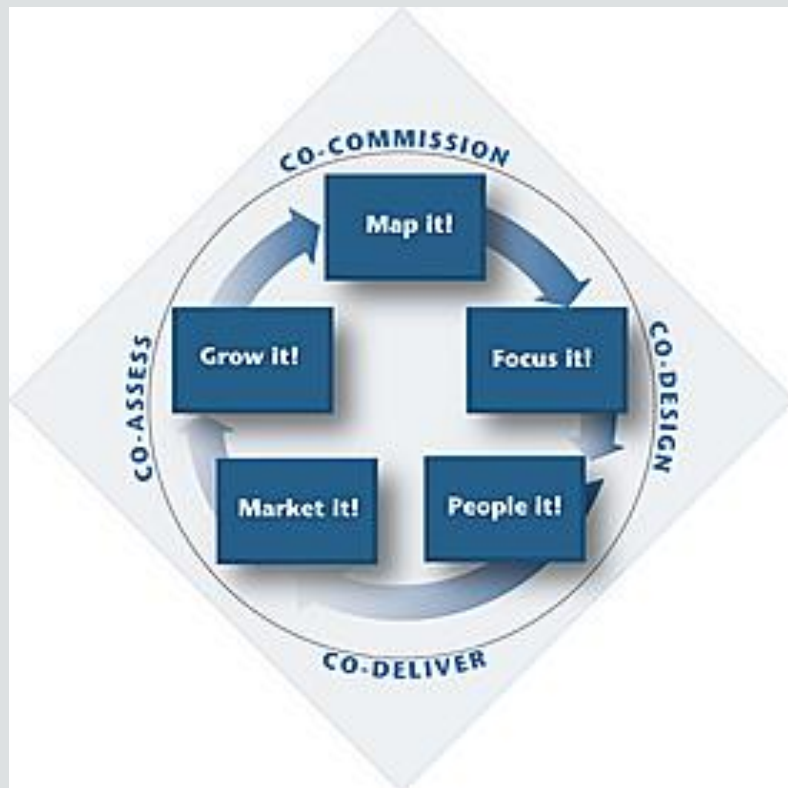 CO-COMMISSION
Map it!
Grow it!
Focus it!
CO-ASSESS
CO-DESIGN
Market it!
People it!
CO-DELIVER